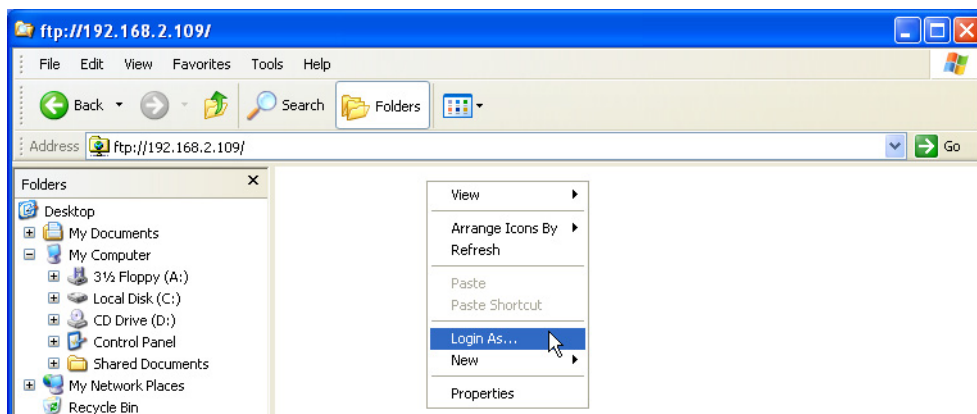 ftp://192.168.2.109/
File Edit View Favorites Tools Help
Back Search Folders
Address ftp://192.168.2.109/ Go
Folders
Desktop
My Documents
My Computer
3½ Floppy (A:)
Local Disk (C:)
CD Drive (D:)
Control Panel
Shared Documents
My Network Places
Recycle Bin
View
Arrange Icons By
Refresh
Paste
Paste Shortcut
Login As...
New
Properties